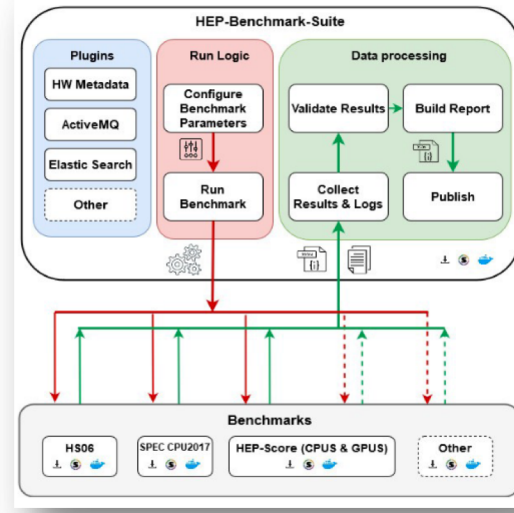 HEP-Benchmark-Suite
Plugins
HW Metadata
ActiveMQ
Elastic Search
Other
Run Logic
Configure
Benchmark
Parameters
Run
Benchmark
Data processing
Validate Results
Build Report
Collect
Results & Logs
Publish
Benchmarks
HS06
SPEC CPU2017
HEP-Score (CPUS & GPUS)
Other